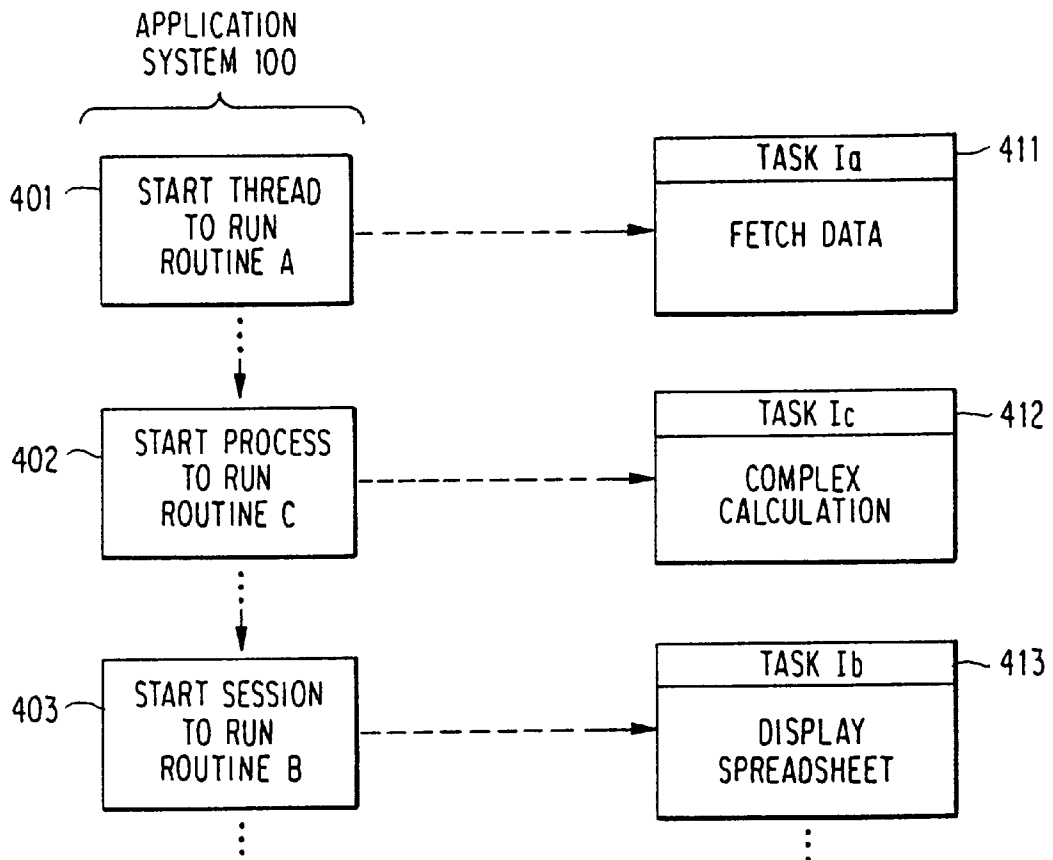 APPLICATION
SYSTEM 100
401
START THREAD
TO RUN
ROUTINE A
TASK Ia
411
FETCH DATA
402
START PROCESS
TO RUN
ROUTINE C
TASK Ic
412
COMPLEX
CALCULATION
403
START SESSION
TO RUN
ROUTINE B
TASK Ib
413
DISPLAY
SPREADSHEET